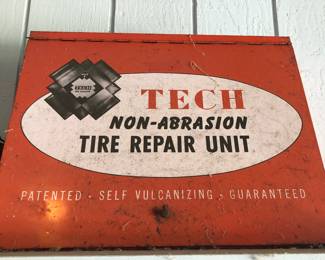 TECH
NON-ABRASION
TIRE REPAIR UNIT
PATENTED · SELF VULCANIZING · GUARANTEED